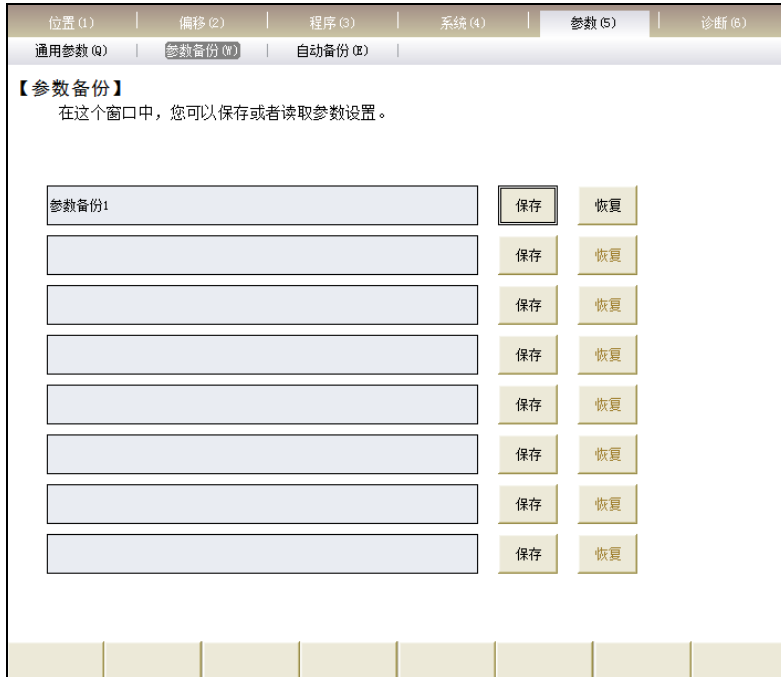 位置(1) | 偏移(2) | 程序(3) | 系统(4) | 参数(5) | 诊断(6)
通用参数(Q) | 参数备份(W) | 自动备份(E) |
【参数备份】
在这个窗口中，您可以保存或者读取参数设置。
参数备份1 保存 恢复
保存 恢复
保存 恢复
保存 恢复
保存 恢复
保存 恢复
保存 恢复
保存 恢复